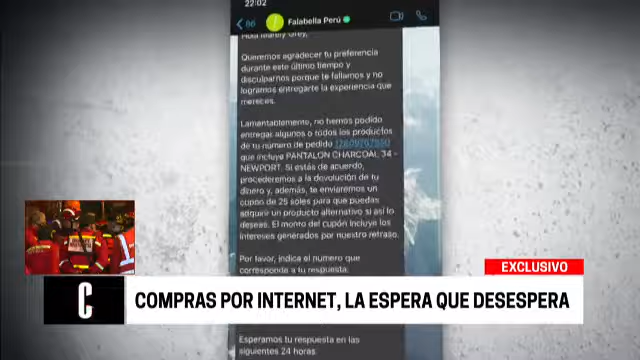 22:02
86
Falabella Perú
Hola Marely Grey,
Queremos agradecer tu preferencia
durante este último tiempo y
disculparnos porque te fallamos y no
logramos entregarte la experiencia que
mereces.
Lamentablemente, no hemos podido
entregar algunos o todos los productos
de tu número de pedido
que incluye PANTALON CHARCOAL 34 -
NEWPORT. Si estás de acuerdo,
procederemos a la devolución de tu
dinero y, además, te enviaremos un
cupón de 25 soles para que puedas
adquirir un producto alternativo si así lo
deseas. El monto del cupón incluye los
intereses generados por nuestro retraso.
Por favor, indica el número que
corresponde a tu respuesta.
EXCLUSIVO
C
COMPRAS POR INTERNET, LA ESPERA QUE DESESPERA
Esperamos tu respuesta en las
siguientes 24 horas